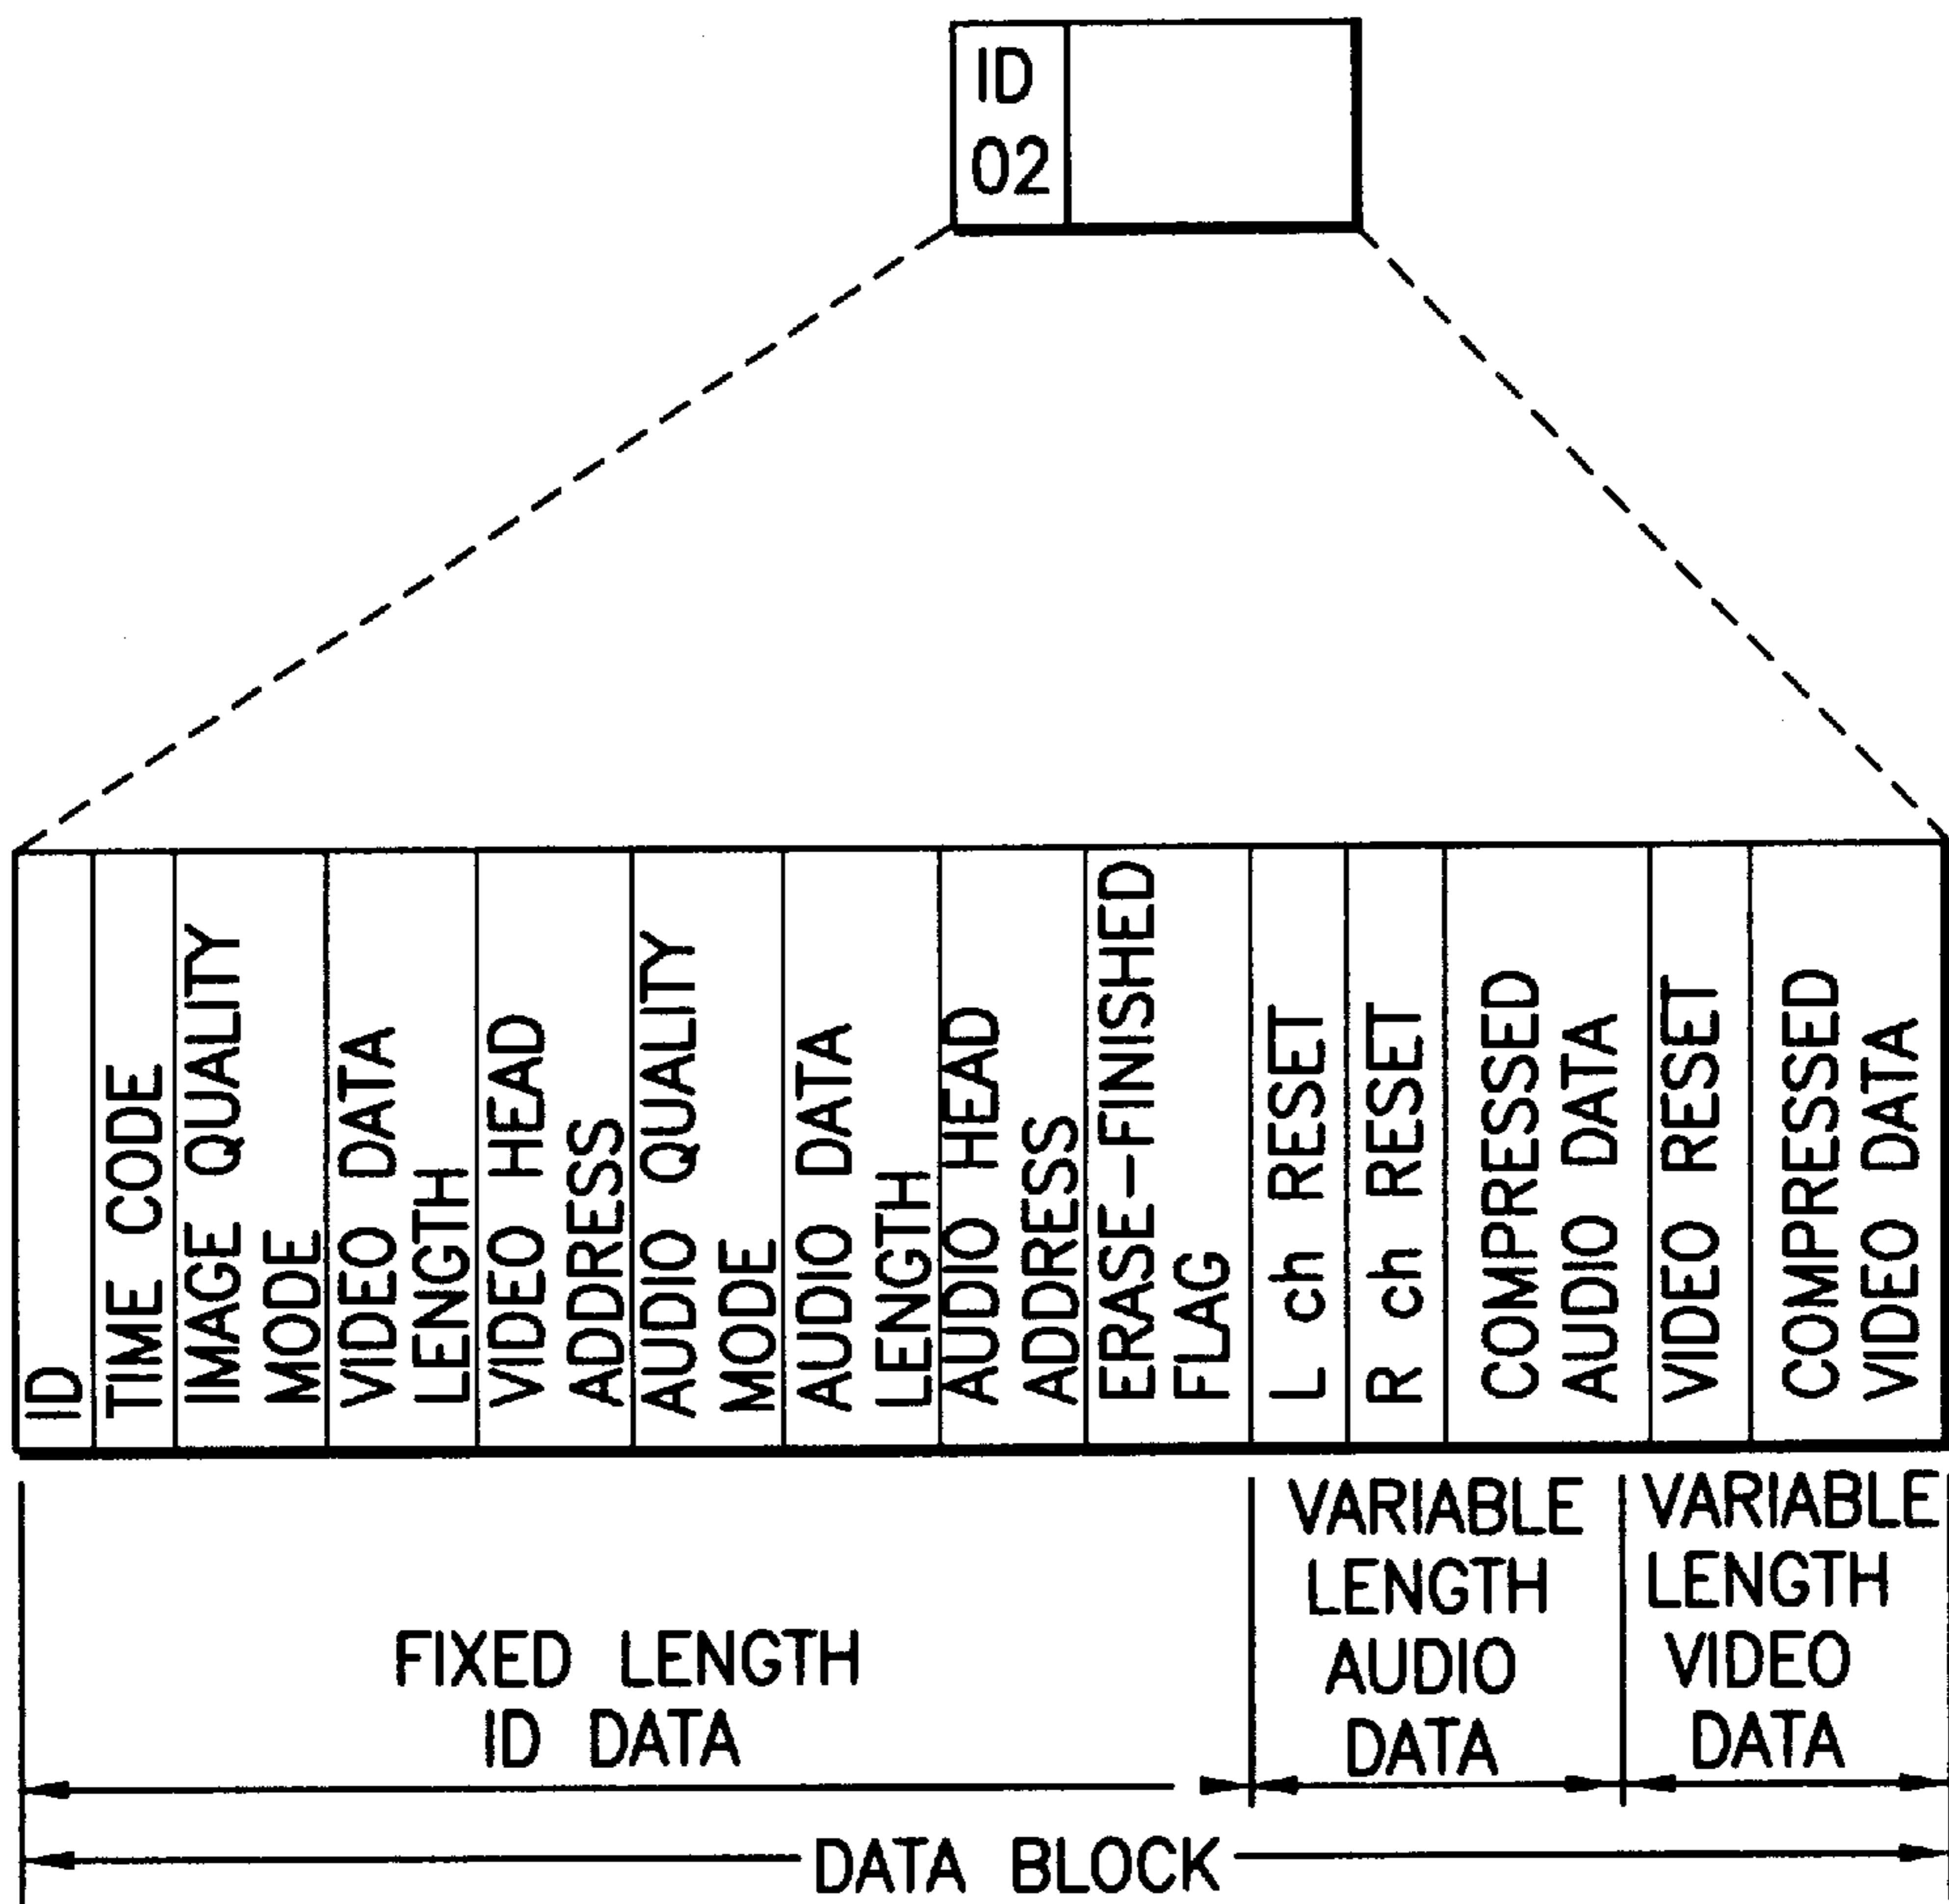 ID
02
ID
TIME CODE
IMAGE QUALITY
MODE
VIDEO DATA
LENGTH
VIDEO HEAD
ADDRESS
AUDIO QUALITY
MODE
AUDIO DATA
LENGTH
AUDIO HEAD
ADDRESS
ERASE-FINISHED
FLAG
L ch RESET
R ch RESET
COMPRESSED
AUDIO DATA
VIDEO RESET
COMPRESSED
VIDEO DATA
FIXED LENGTH
ID DATA
VARIABLE
LENGTH
AUDIO
DATA
VARIABLE
LENGTH
VIDEO
DATA
DATA BLOCK